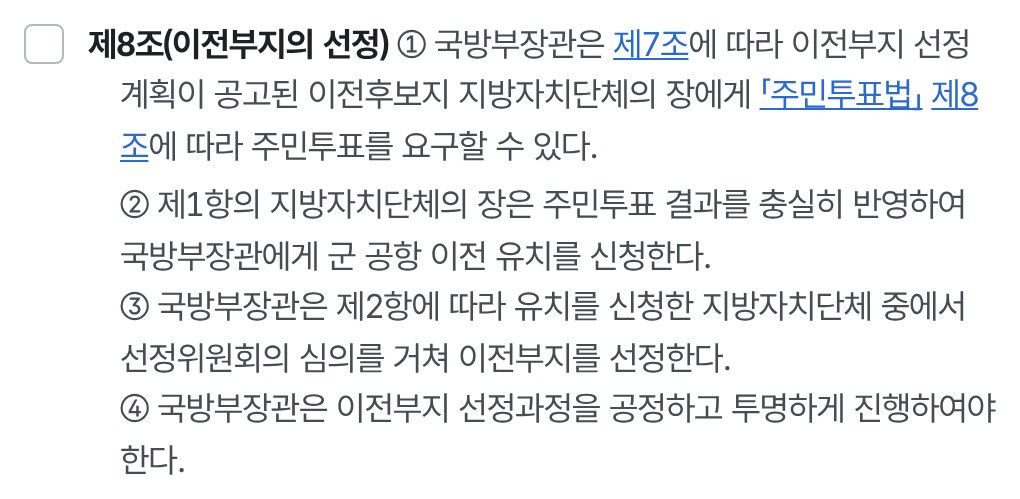 제8조(이전부지의 선정) ① 국방부장관은 제7조에 따라 이전부지 선정
계획이 공고된 이전후보지 지방자치단체의 장에게 「주민투표법」 제8
조에 따라 주민투표를 요구할 수 있다.
② 제1항의 지방자치단체의 장은 주민투표 결과를 충실히 반영하여
국방부장관에게 군 공항 이전 유치를 신청한다.
③ 국방부장관은 제2항에 따라 유치를 신청한 지방자치단체 중에서
선정위원회의 심의를 거쳐 이전부지를 선정한다.
④ 국방부장관은 이전부지 선정과정을 공정하고 투명하게 진행하여야
한다.